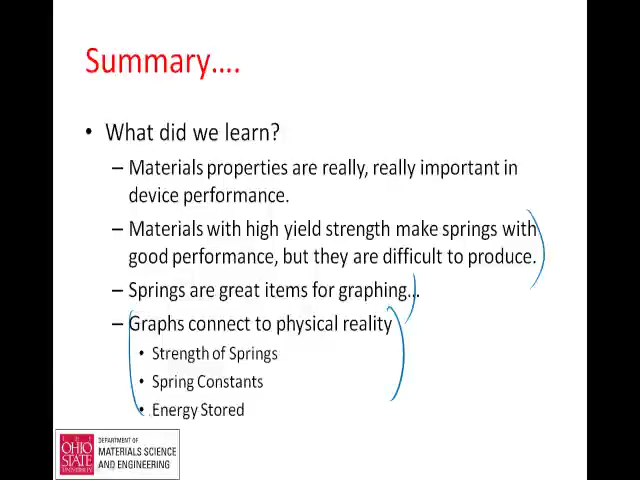 Summary....
• What did we learn?
– Materials properties are really, really important in
device performance.
– Materials with high yield strength make springs with
good performance, but they are difficult to produce.
– Springs are great items for graphing...
– Graphs connect to physical reality
• Strength of Springs
• Spring Constants
• Energy Stored
T · H · E
OHIO
STATE
UNIVERSITY
DEPARTMENT OF
MATERIALS SCIENCE
AND ENGINEERING